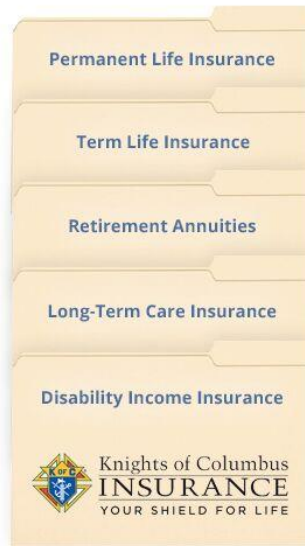 Permanent Life Insurance
Term Life Insurance
Retirement Annuities
Long-Term Care Insurance
Disability Income Insurance
K OF C
Knights of Columbus
INSURANCE
YOUR SHIELD FOR LIFE